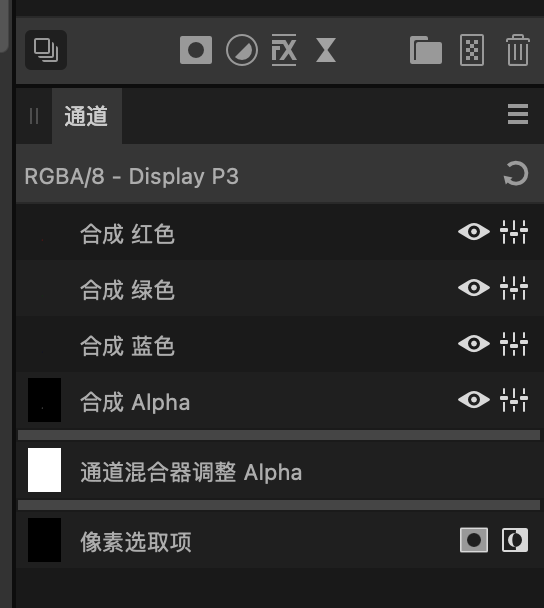 FX
通道
RGBA/8 - Display P3
合成 红色
合成 绿色
合成 蓝色
合成 Alpha
通道混合器调整 Alpha
像素选取项